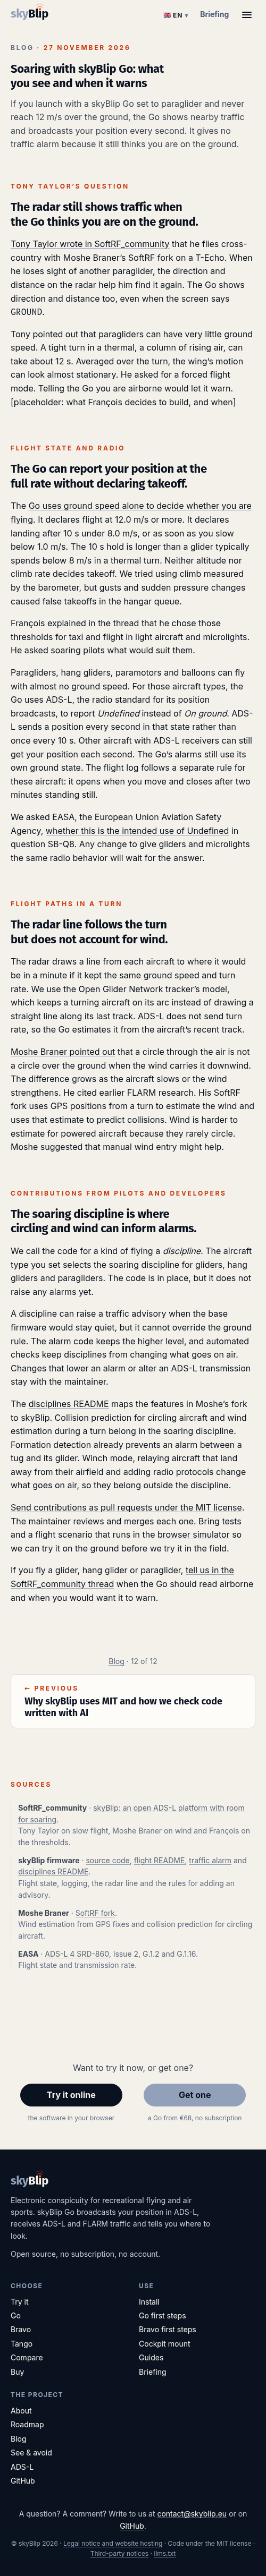 skyBlip
EN ▾
Briefing
BLOG · 27 NOVEMBER 2026
Soaring with skyBlip Go: what
you see and when it warns
If you launch with a skyBlip Go set to paraglider and never
reach 12 m/s over the ground, the Go shows nearby traffic
and broadcasts your position every second. It gives no
traffic alarm because it still thinks you are on the ground.
TONY TAYLOR'S QUESTION
The radar still shows traffic when
the Go thinks you are on the ground.
Tony Taylor wrote in SoftRF_community that he flies cross-
country with Moshe Braner's SoftRF fork on a T-Echo. When
he loses sight of another paraglider, the direction and
distance on the radar help him find it again. The Go shows
direction and distance too, even when the screen says
GROUND.
Tony pointed out that paragliders can have very little ground
speed. A tight turn in a thermal, a column of rising air, can
take about 12 s. Averaged over the turn, the wing's motion
can look almost stationary. He asked for a forced flight
mode. Telling the Go you are airborne would let it warn.
[placeholder: what François decides to build, and when]
FLIGHT STATE AND RADIO
The Go can report your position at the
full rate without declaring takeoff.
The Go uses ground speed alone to decide whether you are
flying. It declares flight at 12.0 m/s or more. It declares
landing after 10 s under 8.0 m/s, or as soon as you slow
below 1.0 m/s. The 10 s hold is longer than a glider typically
spends below 8 m/s in a thermal turn. Neither altitude nor
climb rate decides takeoff. We tried using climb measured
by the barometer, but gusts and sudden pressure changes
caused false takeoffs in the hangar queue.
François explained in the thread that he chose those
thresholds for taxi and flight in light aircraft and microlights.
He asked soaring pilots what would suit them.
Paragliders, hang gliders, paramotors and balloons can fly
with almost no ground speed. For those aircraft types, the
Go uses ADS-L, the radio standard for its position
broadcasts, to report Undefined instead of On ground. ADS-
L sends a position every second in that state rather than
once every 10 s. Other aircraft with ADS-L receivers can still
get your position each second. The Go's alarms still use its
own ground state. The flight log follows a separate rule for
these aircraft: it opens when you move and closes after two
minutes standing still.
We asked EASA, the European Union Aviation Safety
Agency, whether this is the intended use of Undefined in
question SB-Q8. Any change to give gliders and microlights
the same radio behavior will wait for the answer.
FLIGHT PATHS IN A TURN
The radar line follows the turn
but does not account for wind.
The radar draws a line from each aircraft to where it would
be in a minute if it kept the same ground speed and turn
rate. We use the Open Glider Network tracker's model,
which keeps a turning aircraft on its arc instead of drawing a
straight line along its last track. ADS-L does not send turn
rate, so the Go estimates it from the aircraft's recent track.
Moshe Braner pointed out that a circle through the air is not
a circle over the ground when the wind carries it downwind.
The difference grows as the aircraft slows or the wind
strengthens. He cited earlier FLARM research. His SoftRF
fork uses GPS positions from a turn to estimate the wind and
uses that estimate to predict collisions. Wind is harder to
estimate for powered aircraft because they rarely circle.
Moshe suggested that manual wind entry might help.
CONTRIBUTIONS FROM PILOTS AND DEVELOPERS
The soaring discipline is where
circling and wind can inform alarms.
We call the code for a kind of flying a discipline. The aircraft
type you set selects the soaring discipline for gliders, hang
gliders and paragliders. The code is in place, but it does not
raise any alarms yet.
A discipline can raise a traffic advisory when the base
firmware would stay quiet, but it cannot override the ground
rule. The alarm code keeps the higher level, and automated
checks keep disciplines from changing what goes on air.
Changes that lower an alarm or alter an ADS-L transmission
stay with the maintainer.
The disciplines README maps the features in Moshe's fork
to skyBlip. Collision prediction for circling aircraft and wind
estimation during a turn belong in the soaring discipline.
Formation detection already prevents an alarm between a
tug and its glider. Winch mode, relaying aircraft that land
away from their airfield and adding radio protocols change
what goes on air, so they belong outside the discipline.
Send contributions as pull requests under the MIT license.
The maintainer reviews and merges each one. Bring tests
and a flight scenario that runs in the browser simulator so
we can try it on the ground before we try it in the field.
If you fly a glider, hang glider or paraglider, tell us in the
SoftRF_community thread when the Go should read airborne
and when you would want it to warn.
Blog · 12 of 12
← PREVIOUS
Why skyBlip uses MIT and how we check code
written with AI
SOURCES
SoftRF_community · skyBlip: an open ADS-L platform with room
for soaring.
Tony Taylor on slow flight, Moshe Braner on wind and François on
the thresholds.
skyBlip firmware · source code, flight README, traffic alarm and
disciplines README.
Flight state, logging, the radar line and the rules for adding an
advisory.
Moshe Braner · SoftRF fork.
Wind estimation from GPS fixes and collision prediction for circling
aircraft.
EASA · ADS-L 4 SRD-860, Issue 2, G.1.2 and G.1.16.
Flight state and transmission rate.
Want to try it now, or get one?
Try it online
Get one
the software in your browser
a Go from €68, no subscription
skyBlip
Electronic conspicuity for recreational flying and air
sports. skyBlip Go broadcasts your position in ADS-L,
receives ADS-L and FLARM traffic and tells you where to
look.
Open source, no subscription, no account.
CHOOSE
Try it
Go
Bravo
Tango
Compare
Buy
USE
Install
Go first steps
Bravo first steps
Cockpit mount
Guides
Briefing
THE PROJECT
About
Roadmap
Blog
See & avoid
ADS-L
GitHub
A question? A comment? Write to us at contact@skyblip.eu or on
GitHub.
© skyBlip 2026 · Legal notice and website hosting · Code under the MIT license ·
Third-party notices · llms.txt